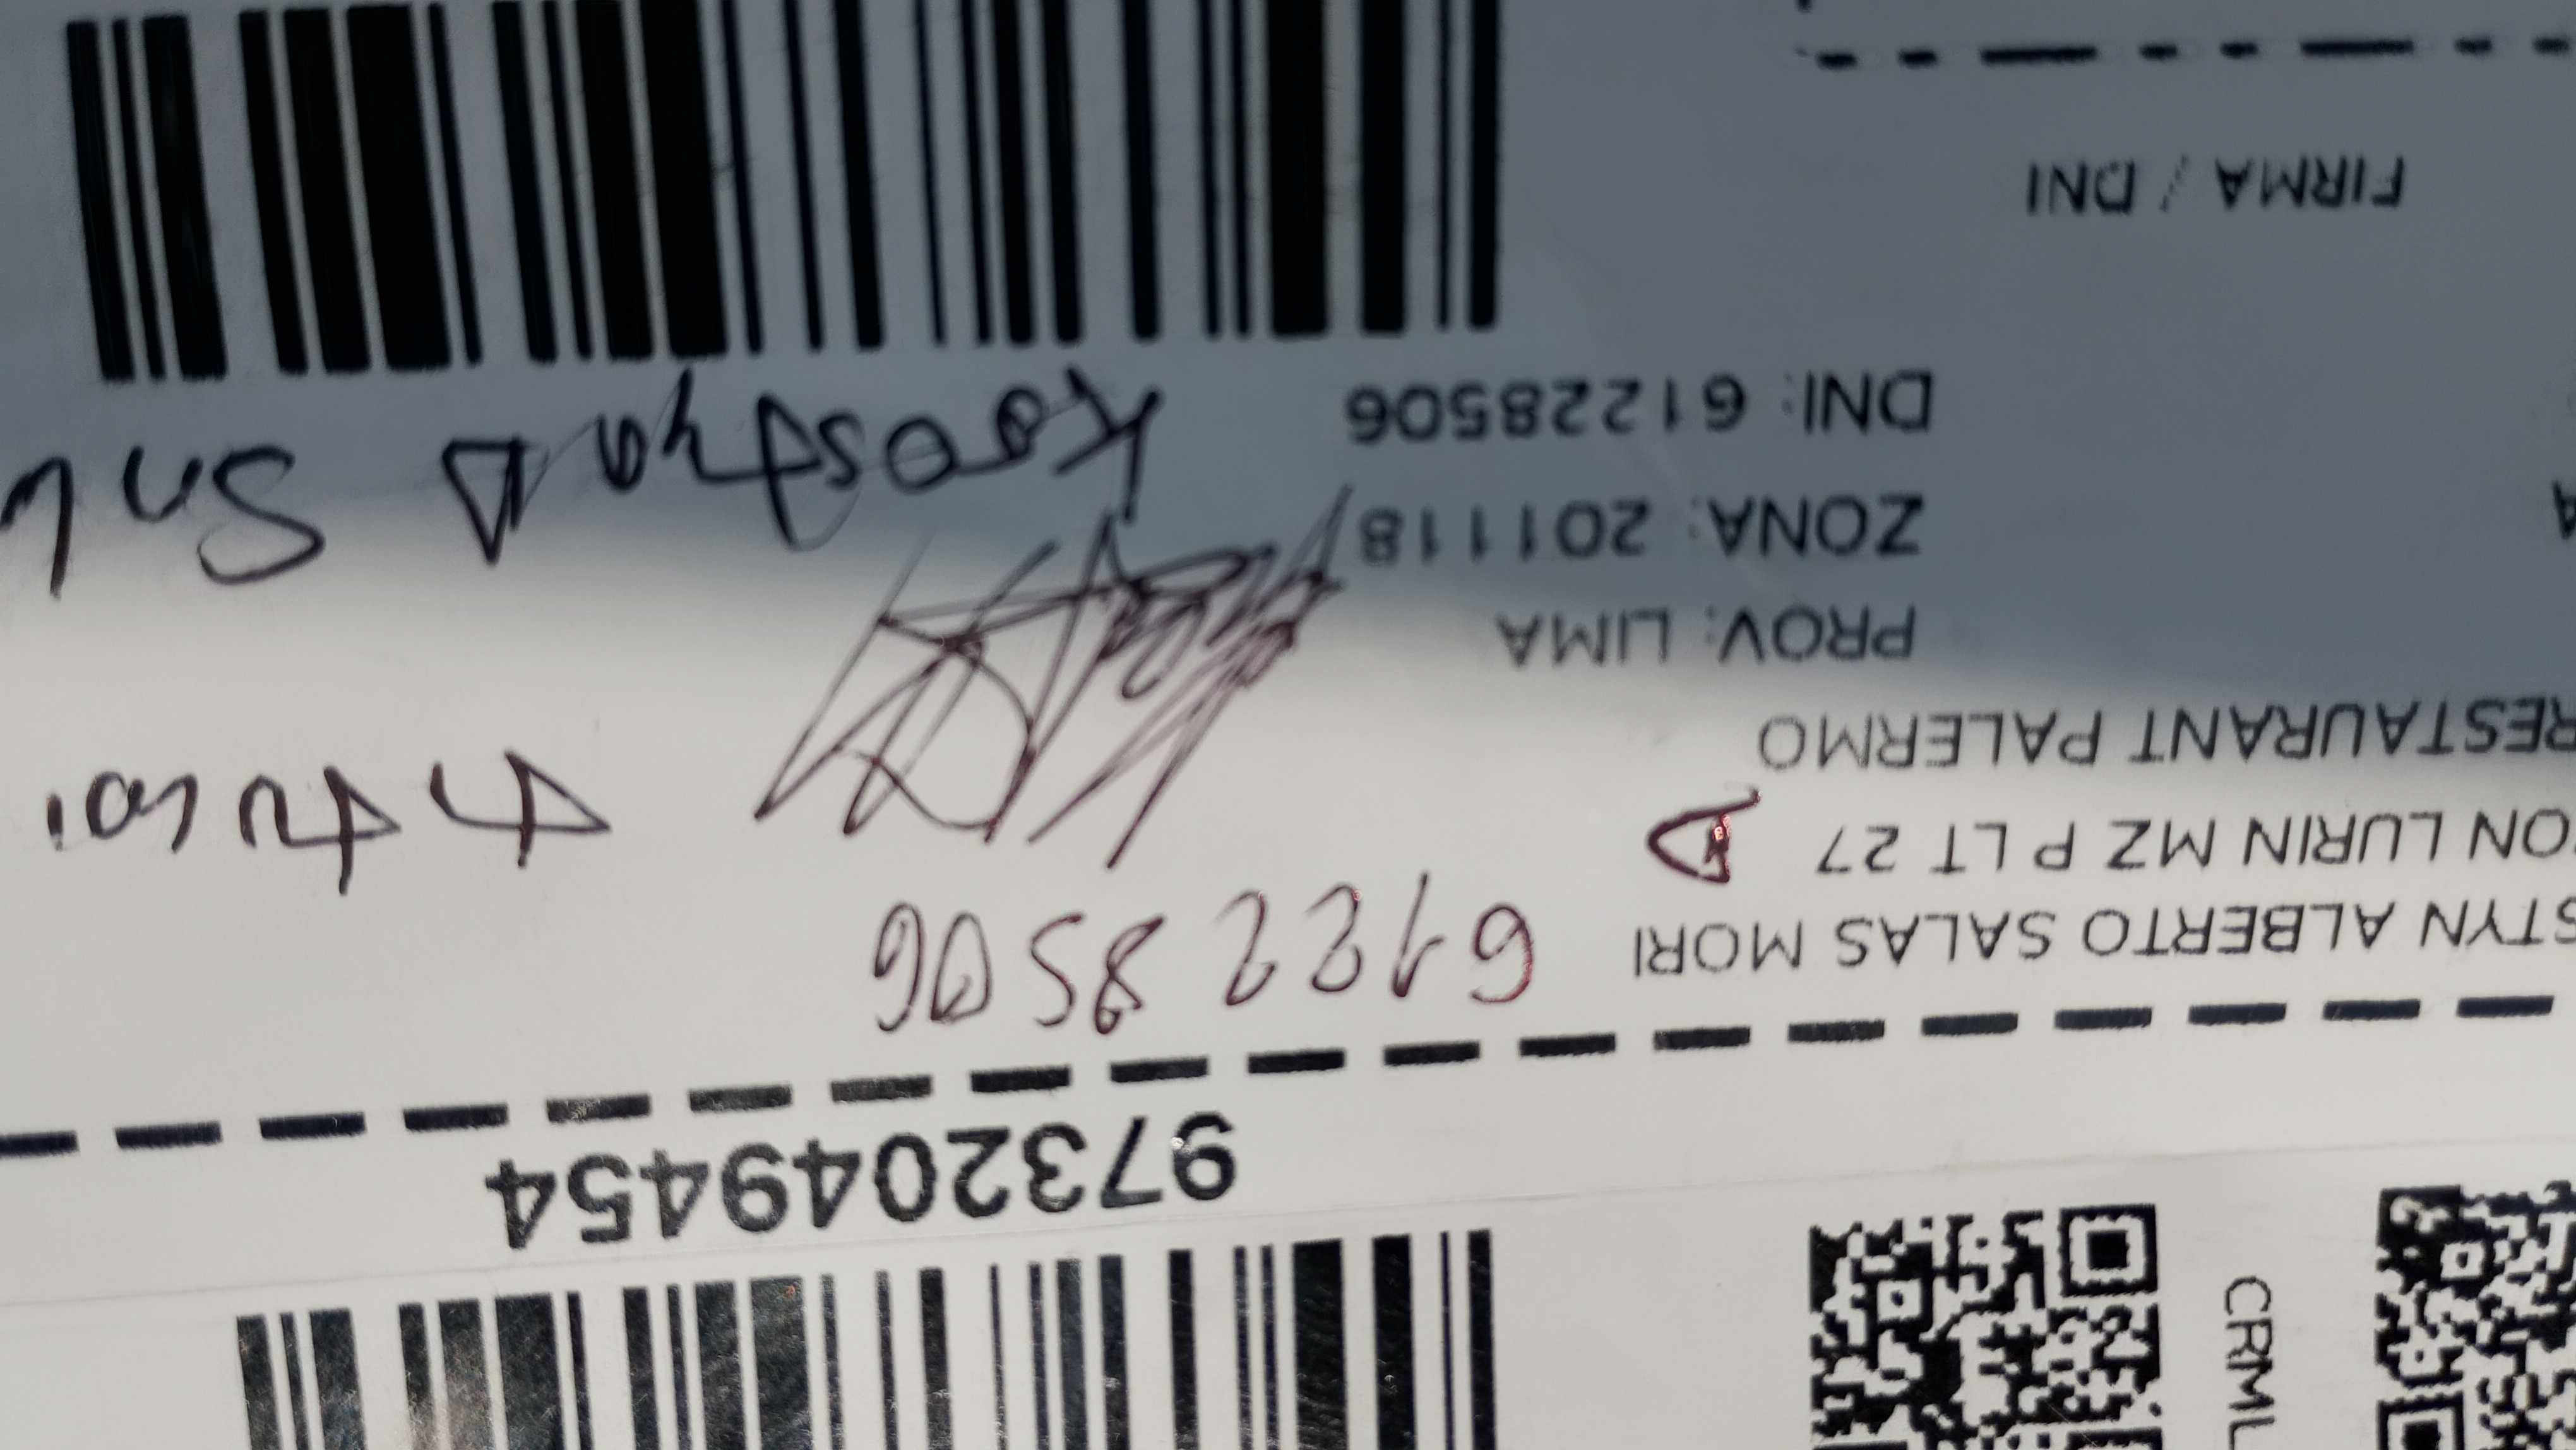 CRML
9732049454
STYN ALBERTO SALAS MORI
61228506
ON LURIN MZ P LT 27
RESTAURANT PALERMO
PROV: LIMA
ZONA: 201118
DNI: 61228506
FIRMA / DNI